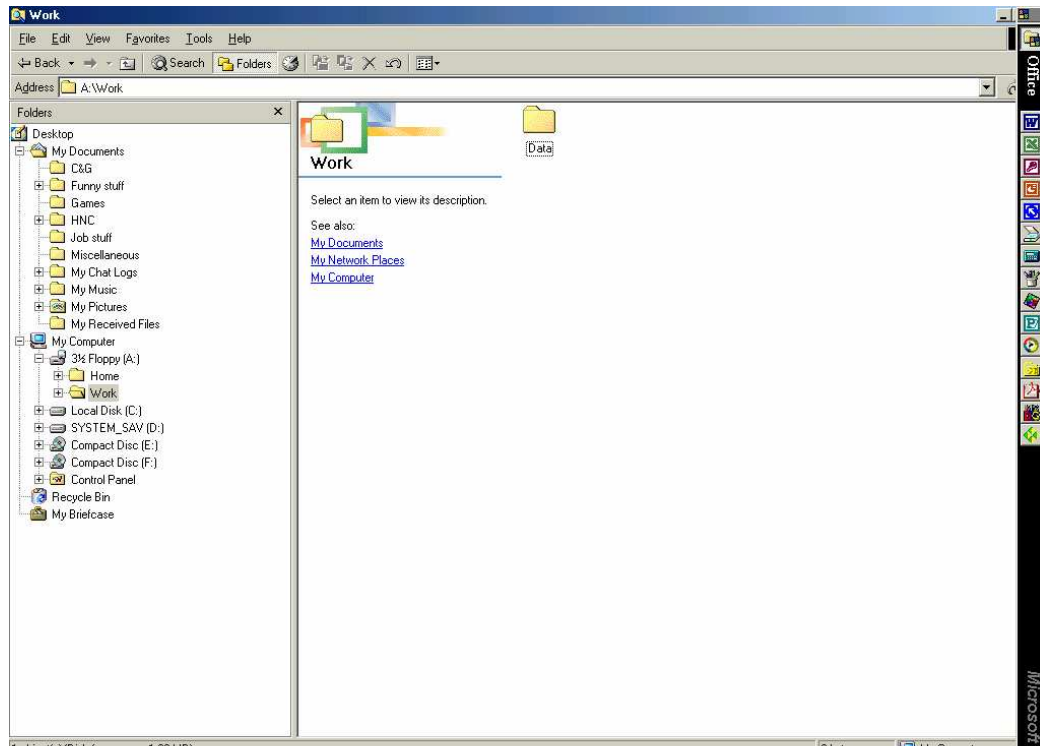 Work
File Edit View Favorites Tools Help
Back Search Folders
Address A:\Work
Folders
Desktop
My Documents
C&G
Funny stuff
Games
HNC
Job stuff
Miscellaneous
My Chat Logs
My Music
My Pictures
My Received Files
My Computer
3½ Floppy (A:)
Home
Work
Local Disk (C:)
SYSTEM_SAV (D:)
Compact Disc (E:)
Compact Disc (F:)
Control Panel
Recycle Bin
My Briefcase
Work
Select an item to view its description.
See also:
My Documents
My Network Places
My Computer
Data
Office
Microsoft